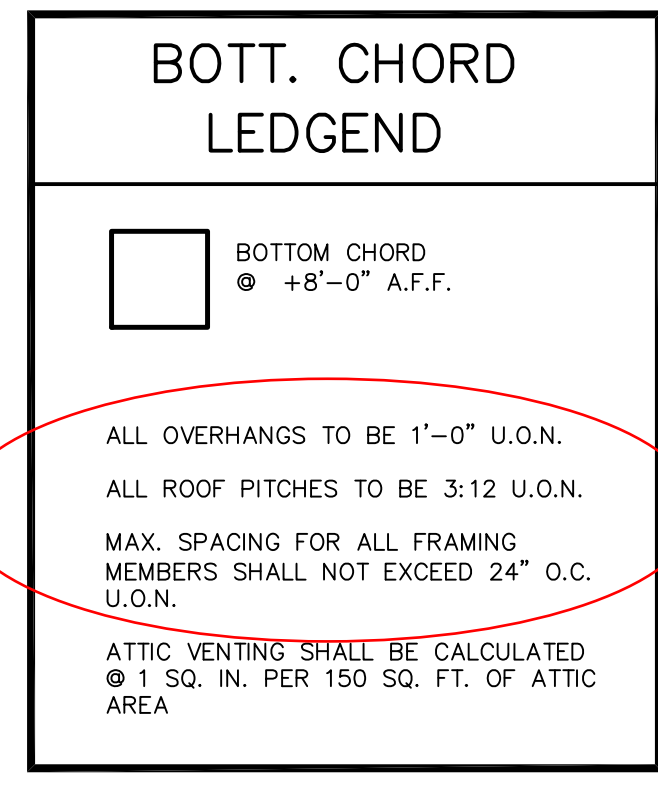 BOTT. CHORD
LEDGEND
BOTTOM CHORD
@ +8'-0" A.F.F.
ALL OVERHANGS TO BE 1'-0" U.O.N.
ALL ROOF PITCHES TO BE 3:12 U.O.N.
MAX. SPACING FOR ALL FRAMING
MEMBERS SHALL NOT EXCEED 24" O.C.
U.O.N.
ATTIC VENTING SHALL BE CALCULATED
@ 1 SQ. IN. PER 150 SQ. FT. OF ATTIC
AREA